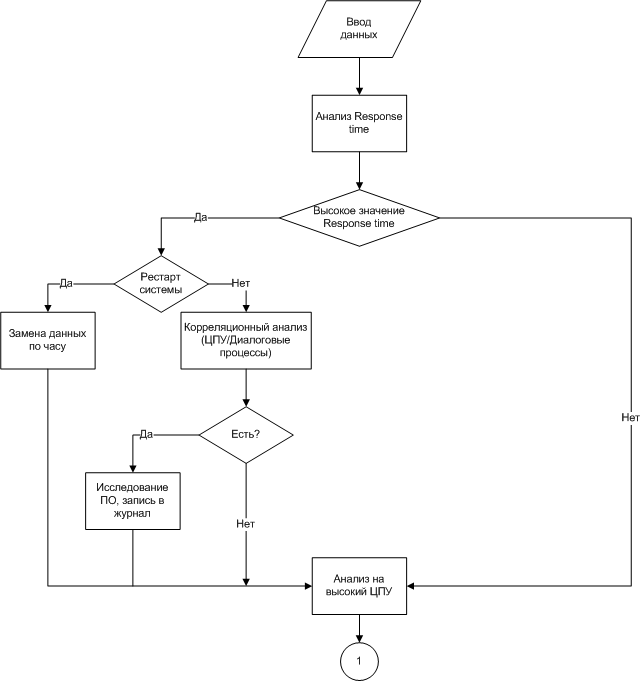 Ввод
данных
Анализ Response
time
Высокое значение
Response time
Да
Рестарт
системы
Да
Нет
Замена данных
по часу
Корреляционный анализ
(ЦПУ/Диалоговые
процессы)
Нет
Есть?
Да
Исследование
ПО, запись в
журнал
Нет
Анализ на
высокий ЦПУ
1